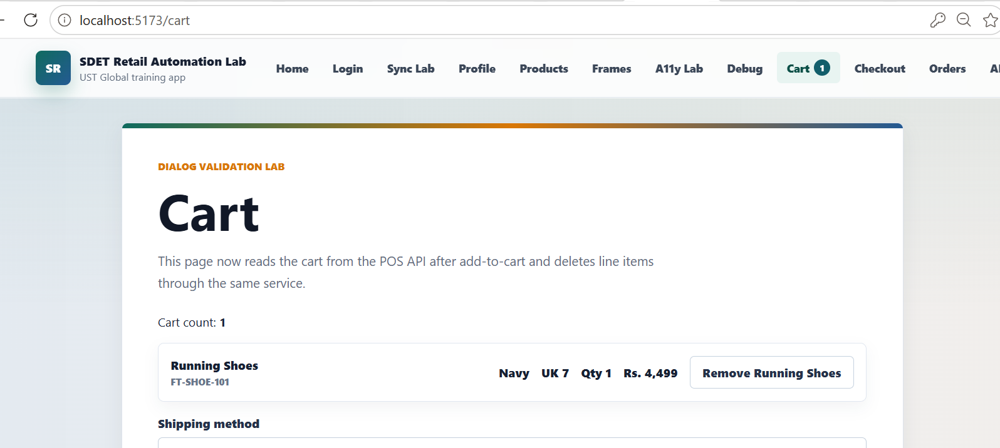 localhost:5173/cart
SR
SDET Retail Automation Lab
UST Global training app
Home Login Sync Lab Profile Products Frames A11y Lab Debug Cart 1 Checkout Orders
DIALOG VALIDATION LAB
Cart
This page now reads the cart from the POS API after add-to-cart and deletes line items
through the same service.
Cart count: 1
Running Shoes
FT-SHOE-101
Navy UK 7 Qty 1 Rs. 4,499 Remove Running Shoes
Shipping method